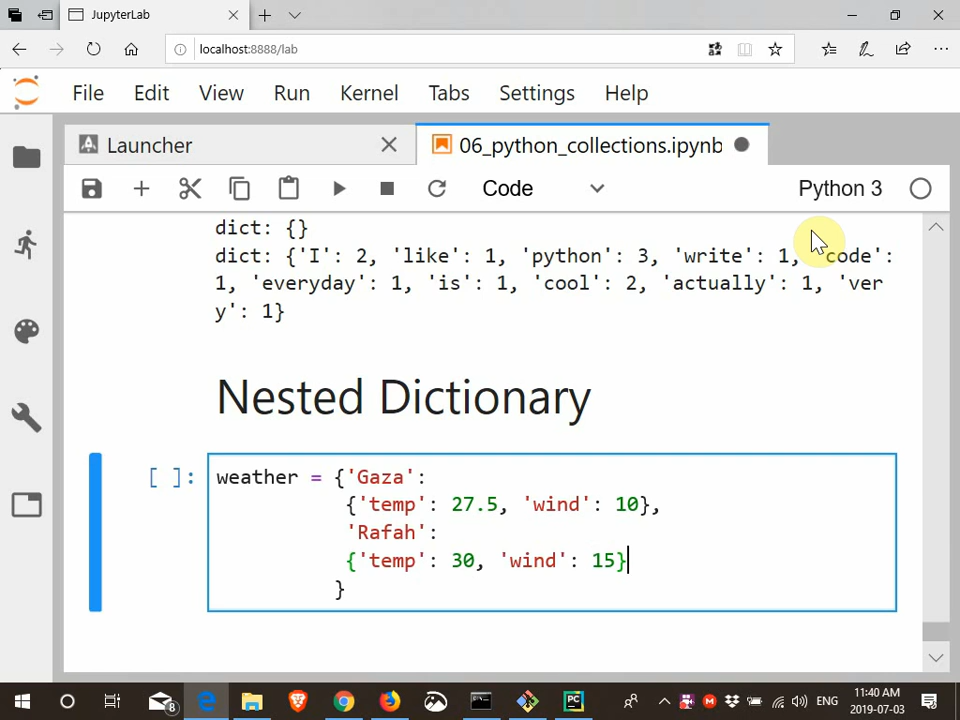 JupyterLab
localhost:8888/lab
File Edit View Run Kernel Tabs Settings Help
Launcher
06_python_collections.ipynb
Code
Python 3
dict: {}
dict: {'I': 2, 'like': 1, 'python': 3, 'write': 1, 'code':
1, 'everyday': 1, 'is': 1, 'cool': 2, 'actually': 1, 'ver
y': 1}
Nested Dictionary
[ ]:
weather = {'Gaza':
{'temp': 27.5, 'wind': 10},
'Rafah':
{'temp': 30, 'wind': 15}
}
8
PC
ENG
11:40 AM
2019-07-03